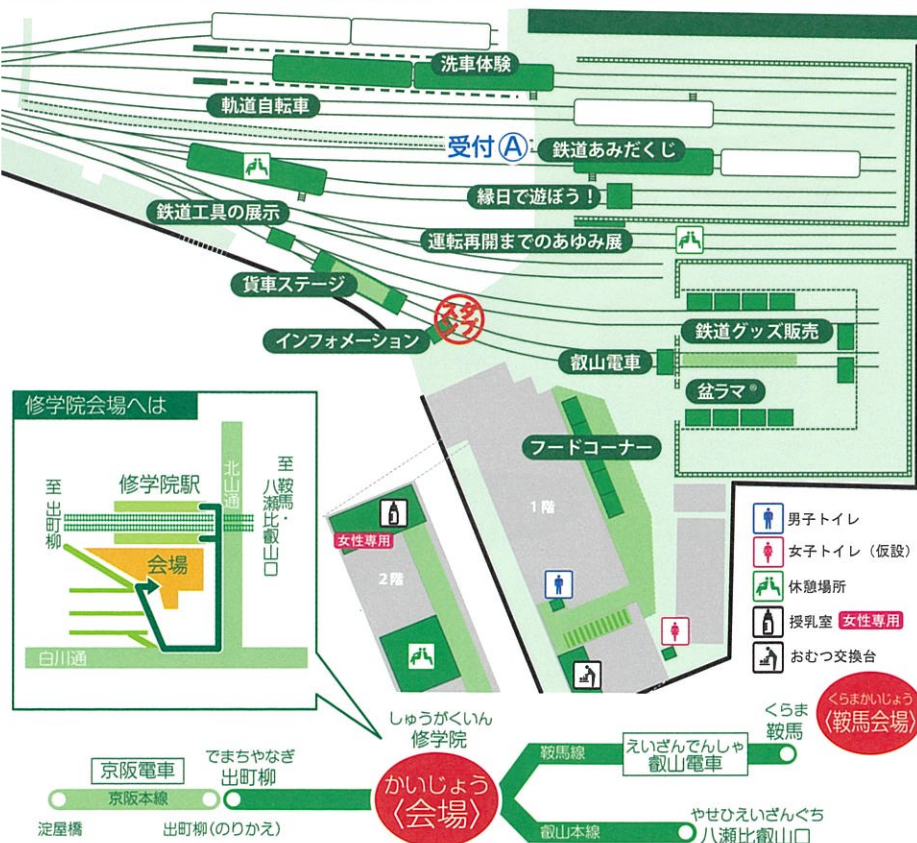 洗車体験
軌道自転車
受付Ⓐ
鉄道あみだくじ
縁日で遊ぼう!
鉄道工具の展示
運転再開までのあゆみ展
貨車ステージ
スタンプ
インフォメーション
鉄道グッズ販売
叡山電車
盆ラマ®
フードコーナー
修学院会場へは
至出町柳
修学院駅
北山通
至鞍馬・八瀬比叡山口
会場
白川通
女性専用
2階
1階
男子トイレ
女子トイレ(仮設)
休憩場所
授乳室 女性専用
おむつ交換台
しゅうがくいん
修学院
くらま
鞍馬
くらまかいじょう
〈鞍馬会場〉
京阪電車
京阪本線
でまちやなぎ
出町柳
淀屋橋
出町柳(のりかえ)
かいじょう
〈会場〉
鞍馬線
えいざんでんしゃ
叡山電車
叡山本線
やせひえいざんぐち
八瀬比叡山口